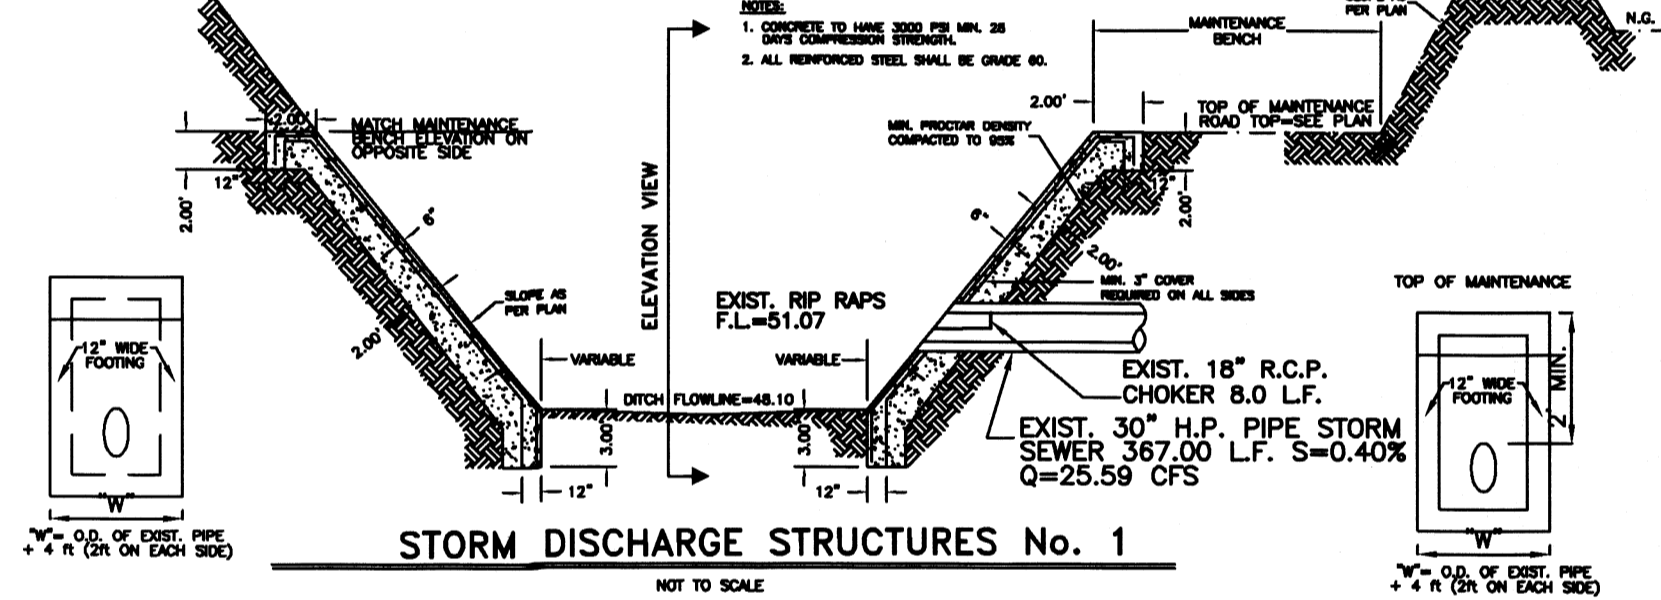 NOTES:
1. CONCRETE TO HAVE 3000 PSI MIN. 28
DAYS COMPRESSION STRENGTH.
2. ALL REINFORCED STEEL SHALL BE GRADE 60.
PER PLAN
N.G.
MAINTENANCE
BENCH
2.00'
TOP OF MAINTENANCE
ROAD TOP=SEE PLAN
MIN. PROCTAR DENSITY
COMPACTED TO 95%
2.00'
MATCH MAINTENANCE
BENCH ELEVATION ON
OPPOSITE SIDE
12"
2.00'
6"
SLOPE AS
PER PLAN
2.00'
ELEVATION VIEW
6"
12"
2.00'
2.00'
MIN. 3" COVER
REQUIRED ON ALL SIDES
EXIST. RIP RAPS
F.L.=51.07
VARIABLE
VARIABLE
DITCH FLOWLINE=48.10
3.00'
3.00'
12"
12"
EXIST. 18" R.C.P.
CHOKER 8.0 L.F.
EXIST. 30" H.P. PIPE STORM
SEWER 367.00 L.F. S=0.40%
Q=25.59 CFS
12" WIDE
FOOTING
"W"
"W"= O.D. OF EXIST. PIPE
+ 4 ft (2ft ON EACH SIDE)
TOP OF MAINTENANCE
12" WIDE
FOOTING
2' MIN.
"W"
"W"= O.D. OF EXIST. PIPE
+ 4 ft (2ft ON EACH SIDE)
STORM DISCHARGE STRUCTURES No. 1
NOT TO SCALE